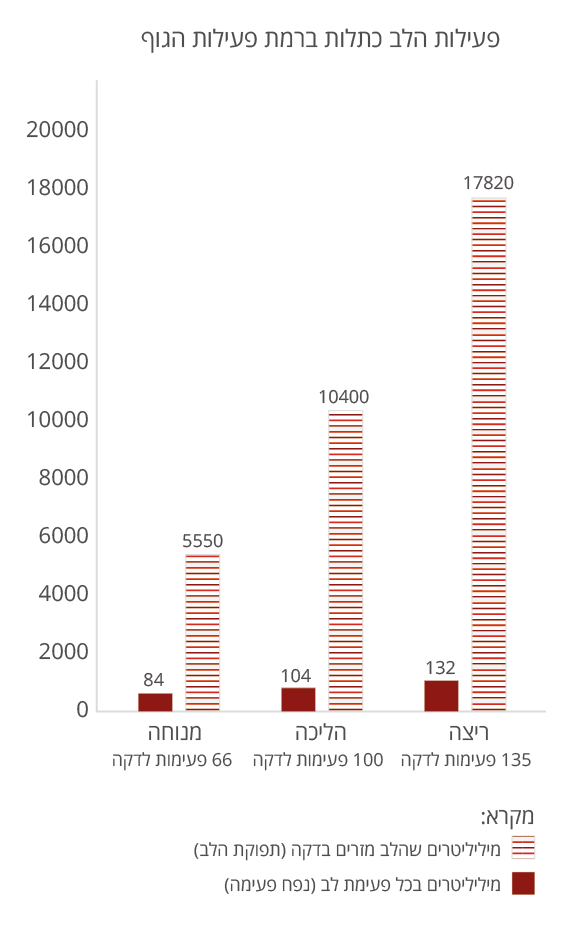 פעילות הלב כתלות ברמת פעילות הגוף
20000
18000
16000
14000
12000
10000
8000
6000
4000
2000
0
84
5550
104
10400
132
17820
מנוחה
66 פעימות לדקה
הליכה
100 פעימות לדקה
ריצה
135 פעימות לדקה
מקרא:
מיליליטרים שהלב מזרים בדקה (תפוקת הלב)
מיליליטרים בכל פעימת לב (נפח פעימה)